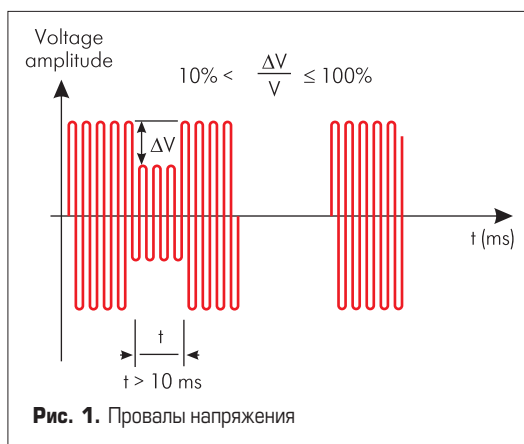 Voltage
amplitude
10% < ΔV/V ≤ 100%
ΔV
t (ms)
t
t > 10 ms
Рис. 1. Провалы напряжения